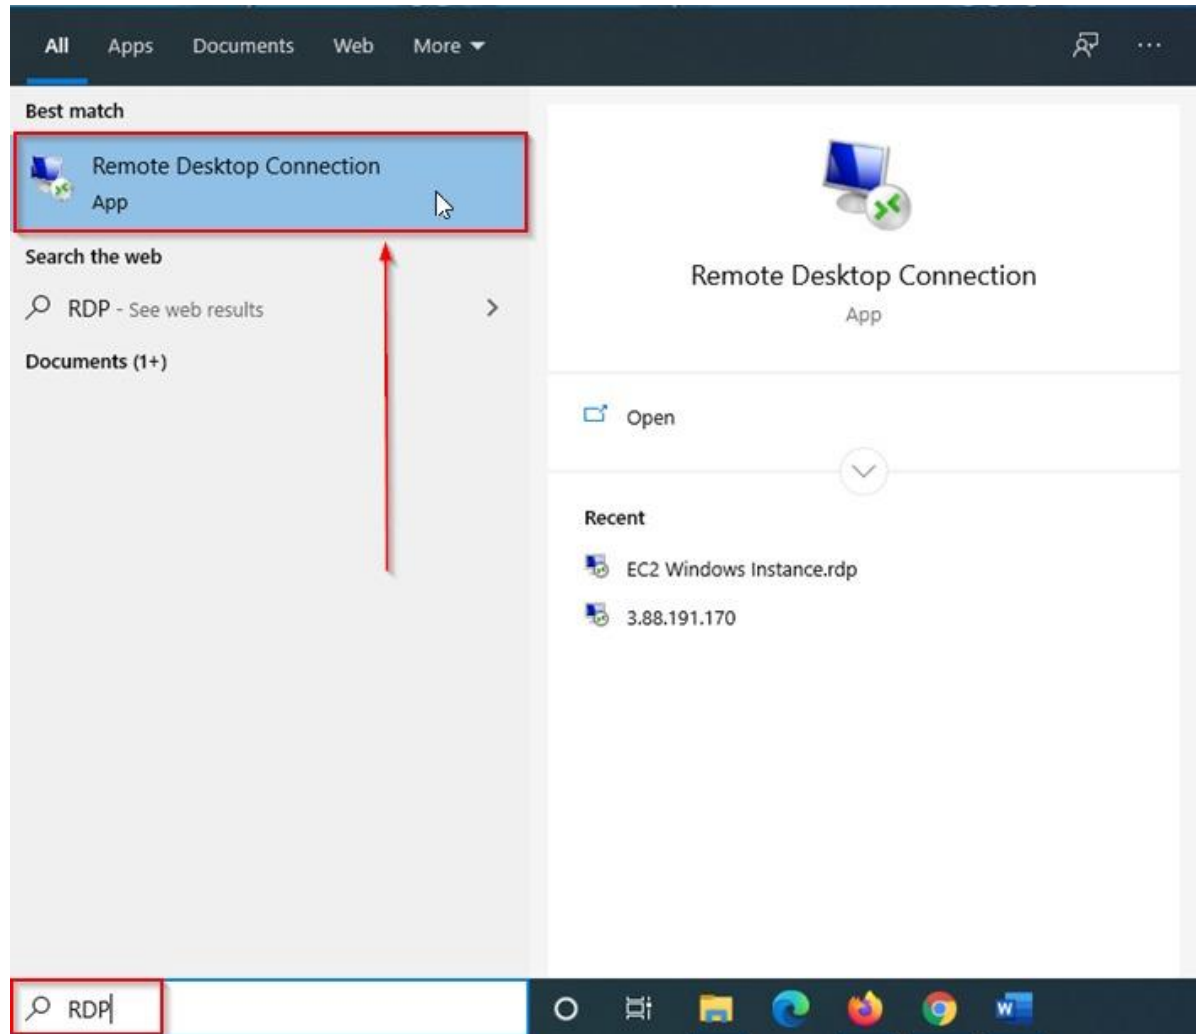 All Apps Documents Web More
Best match
Remote Desktop Connection
App
Search the web
RDP - See web results
Documents (1+)
Remote Desktop Connection
App
Open
Recent
EC2 Windows Instance.rdp
3.88.191.170
RDP
W